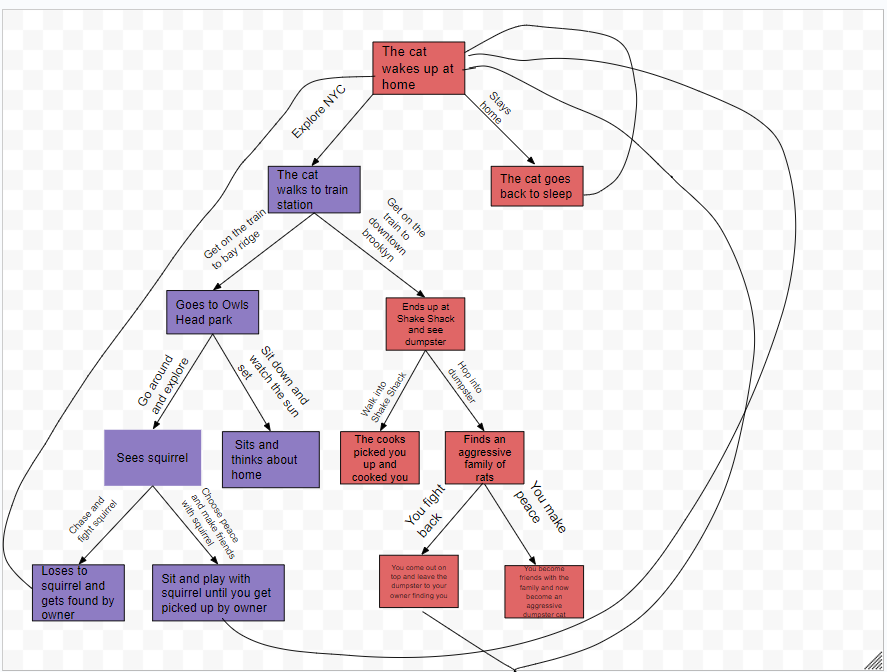 The cat
wakes up at
home
Explore NYC
Stays
home
The cat
walks to train
station
The cat goes
back to sleep
Get on the train
to bay ridge
Get on the
train to
downtown
brooklyn
Goes to Owls
Head park
Ends up at
Shake Shack
and see
dumpster
Go around
and explore
Sit down and
watch the sun
set
Walk into
Shake Shack
Hop into
dumpster
Sees squirrel
Sits and
thinks about
home
The cooks
picked you
up and
cooked you
Finds an
aggressive
family of
rats
Chase and
fight squirrel
Choose peace
and make friends
with squirrel
You fight
back
You make
peace
Loses to
squirrel and
gets found by
owner
Sit and play with
squirrel until you get
picked up by owner
You come out on
top and leave the
dumpster to your
owner finding you
You become
friends with the
family and now
become an
aggressive
dumpster cat